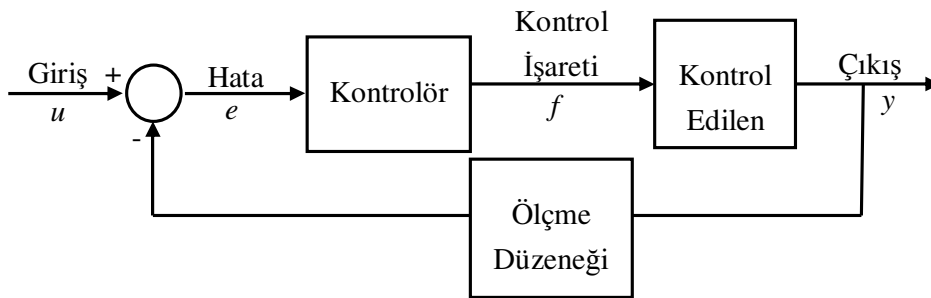 Giriş
+
u
-
Hata
e
Kontrolör
Kontrol
İşareti
f
Kontrol
Edilen
Çıkış
y
Ölçme
Düzeneği